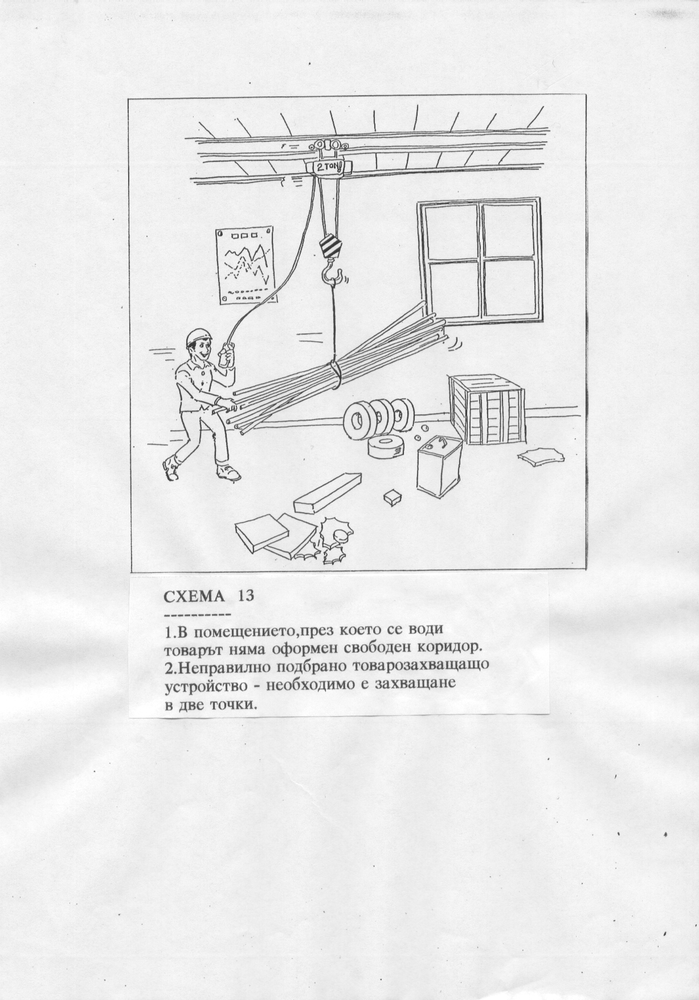 2 TON!
СХЕМА 13
----------
1.В помещението,през което се води
товарът няма оформен свободен коридор.
2.Неправилно подбрано товарозахващащо
устройство - необходимо е захващане
в две точки.